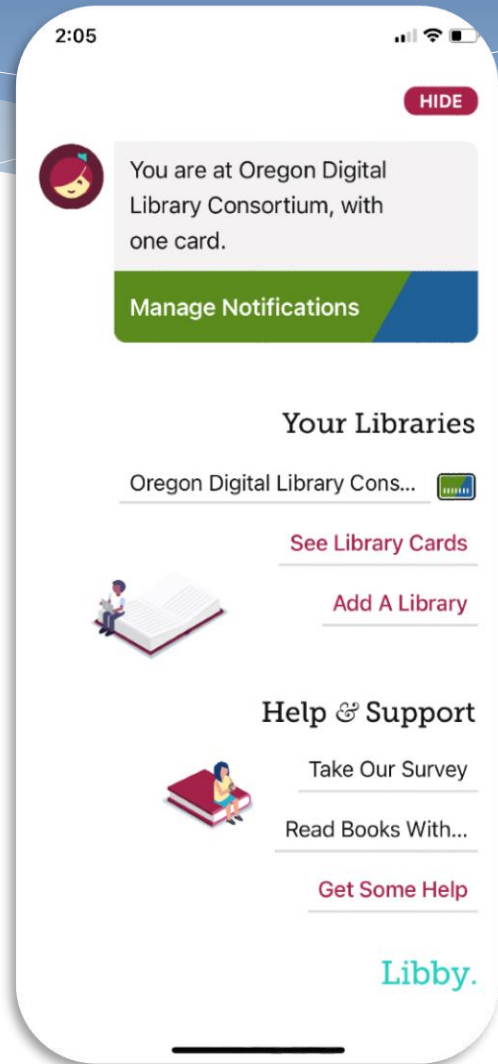 2:05
HIDE
You are at Oregon Digital
Library Consortium, with
one card.
Manage Notifications
Your Libraries
Oregon Digital Library Cons...
See Library Cards
Add A Library
Help & Support
Take Our Survey
Read Books With...
Get Some Help
Libby.